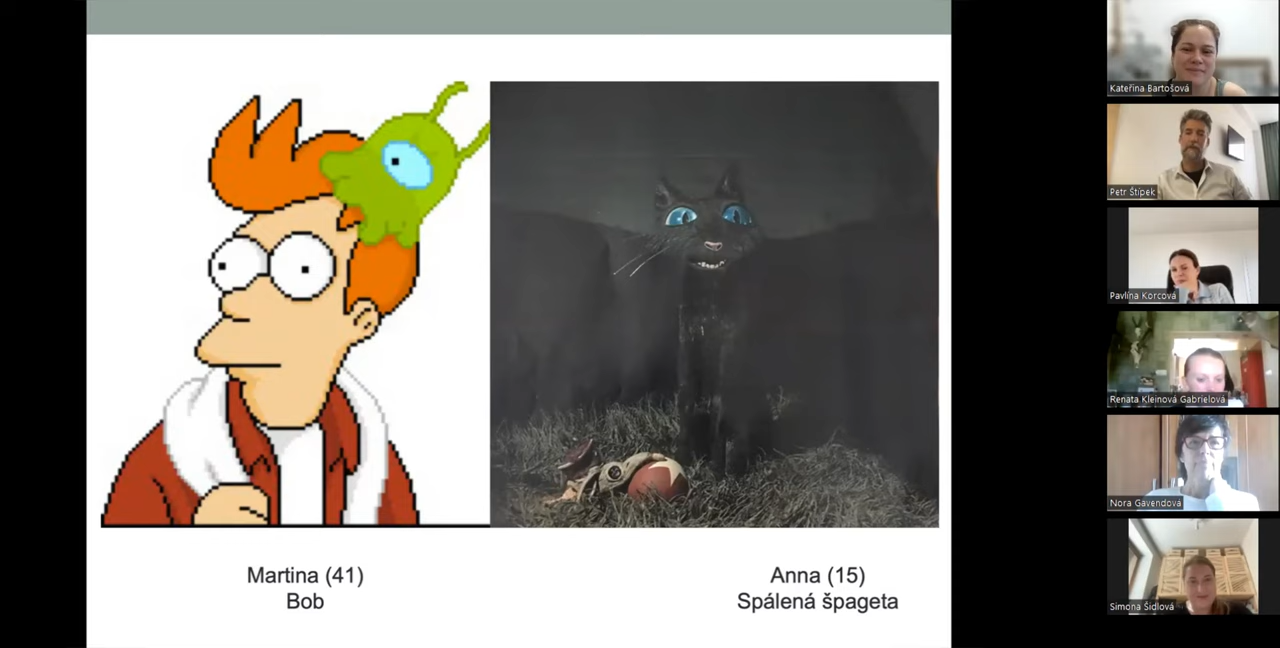 Martina (41)
Bob
Anna (15)
Spálená špageta
Kateřina Bartošová
Petr Štípek
Pavlína Korcová
Renata Kleinová Gabrielová
Nora Gavendová
Simona Šidlová